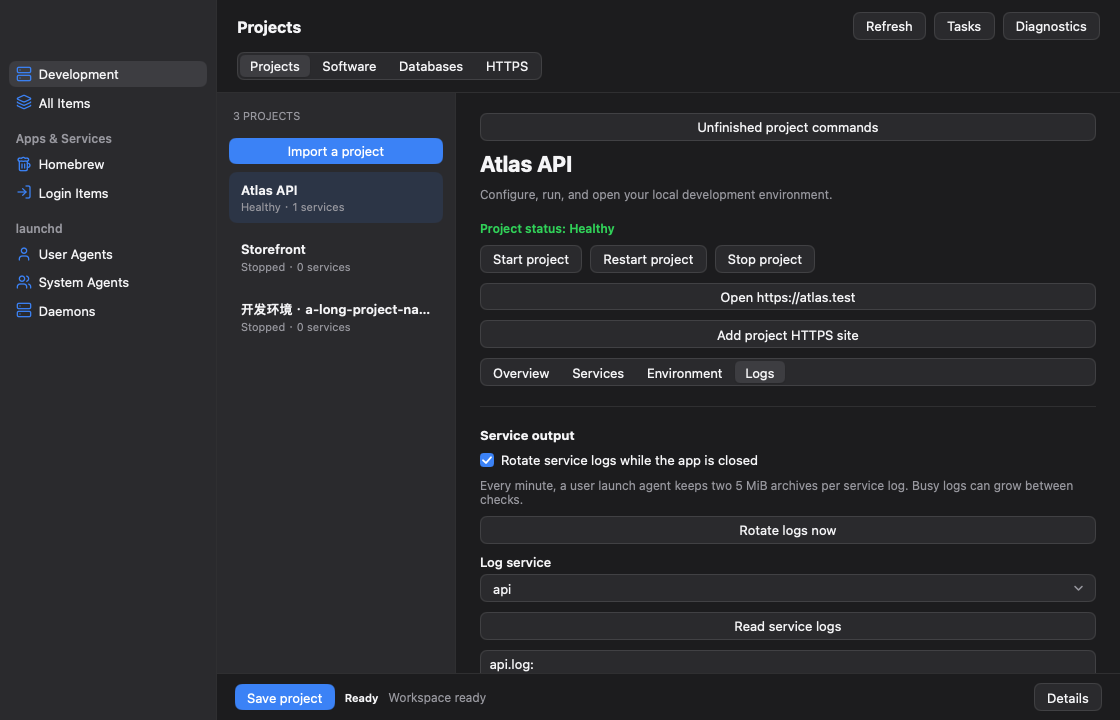 Projects
Refresh
Tasks
Diagnostics
Projects
Software
Databases
HTTPS
Development
All Items
Apps & Services
Homebrew
Login Items
launchd
User Agents
System Agents
Daemons
3 PROJECTS
Import a project
Atlas API
Healthy · 1 services
Storefront
Stopped · 0 services
开发环境 · a-long-project-na...
Stopped · 0 services
Unfinished project commands
Atlas API
Configure, run, and open your local development environment.
Project status: Healthy
Start project
Restart project
Stop project
Open https://atlas.test
Add project HTTPS site
Overview
Services
Environment
Logs
Service output
Rotate service logs while the app is closed
Every minute, a user launch agent keeps two 5 MiB archives per service log. Busy logs can grow between
checks.
Rotate logs now
Log service
api
Read service logs
api.log:
Save project
Ready
Workspace ready
Details